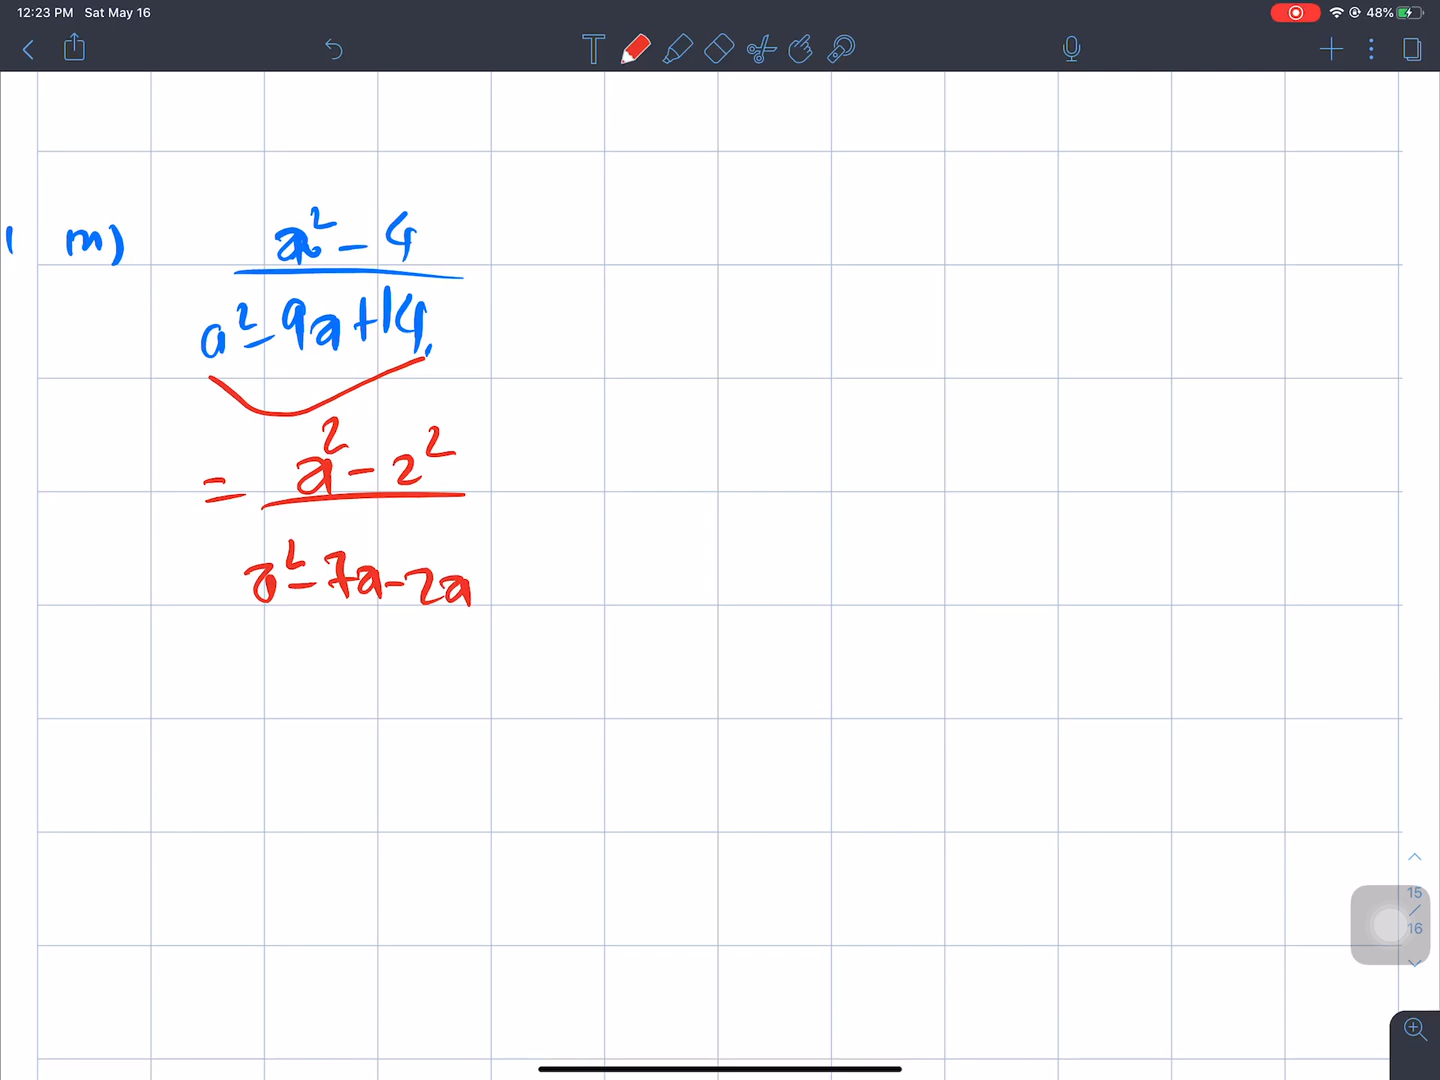 12:23 PM Sat May 16 48%
m) a² - 4
a² - 9a + 14.
= a² - 2²
a² - 7a - 2a
15
/
16